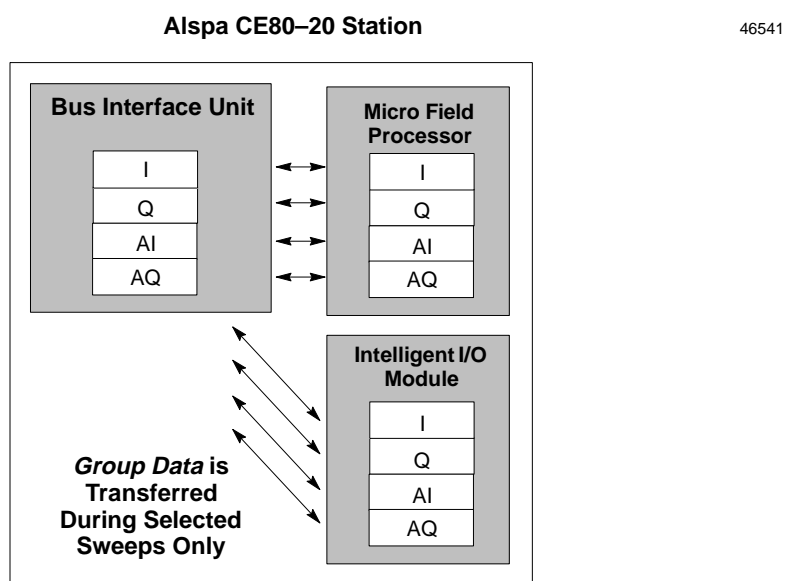 Alspa CE80–20 Station
46541
Bus Interface Unit
I
Q
AI
AQ
Micro Field
Processor
I
Q
AI
AQ
Intelligent I/O
Module
I
Q
AI
AQ
Group Data is
Transferred
During Selected
Sweeps Only